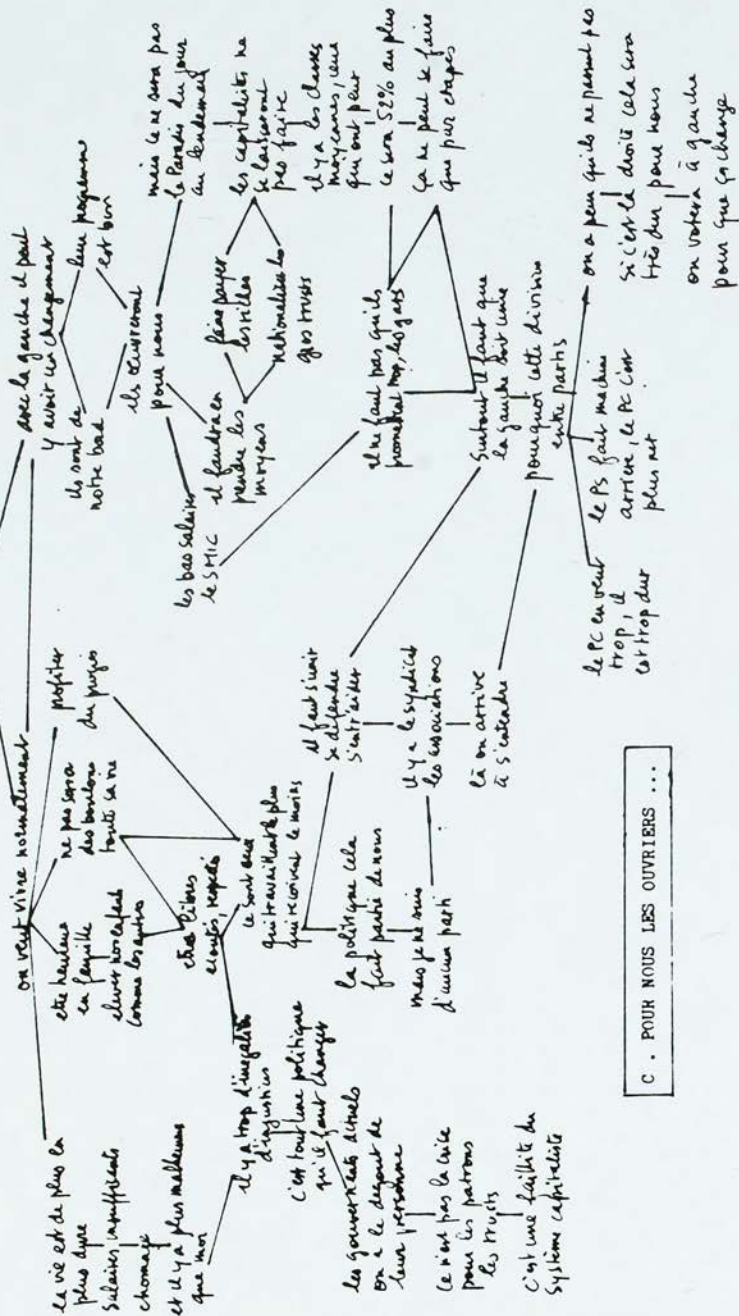 on veut vivre normalement
avec la gauche il peut
y avoir un changement
la vie est de plus en
plus dure
salaires insuffisants
chomage
et il y a plus malheureux
que moi
être heureux
en famille
elever nos enfants
comme les autres
ne pas serrer
des boulons
toute sa vie
profiter
du progrès
être libres
écoutés, respectés
ce sont eux
qui travaillent le plus
qui reçoivent le moins
il y a trop d'inégalités
d'injustices
c'est toute une politique
qu'il faut changer
les gouvernants actuels
on a le dégout de
leur personne
ce n'est pas la crise
pour les patrons
les trusts
c'est une faillite du
système capitaliste
la politique cela
fait partie de nous
mais je ne suis
d'aucun parti
il faut s'unir
se défendre
s'entr'aider
il y a le syndicat
les associations
là on arrive
à s'entendre
ils sont de
notre bord
leur programme
est bon
ils oeuvreront
pour nous
les bas salaires
le SMIC
il faudra en
prendre les
moyens
faire payer
les riches
nationaliser les
gros trusts
mais ce ne sera pas
le Paradis du jour
au lendemain
les capitalistes ne
se laisseront
pas faire
il y a les classes
moyennes, ceux
qui ont peur
ce sera 52% au plus
ça ne peut se faire
que par étapes
il ne faut pas qu'ils
promettent trop, les gars
surtout il faut que
la gauche soit unie
pourquoi cette division
entre partis
le PC en veut
trop, il
est trop dur
le PS fait machine
arrière, le PC c'est
plus net
on a peur qu'ils ne passent pas
si c'est la droite cela sera
très dur pour nous
on votera à gauche
pour que ça change
C . POUR NOUS LES OUVRIERS ...